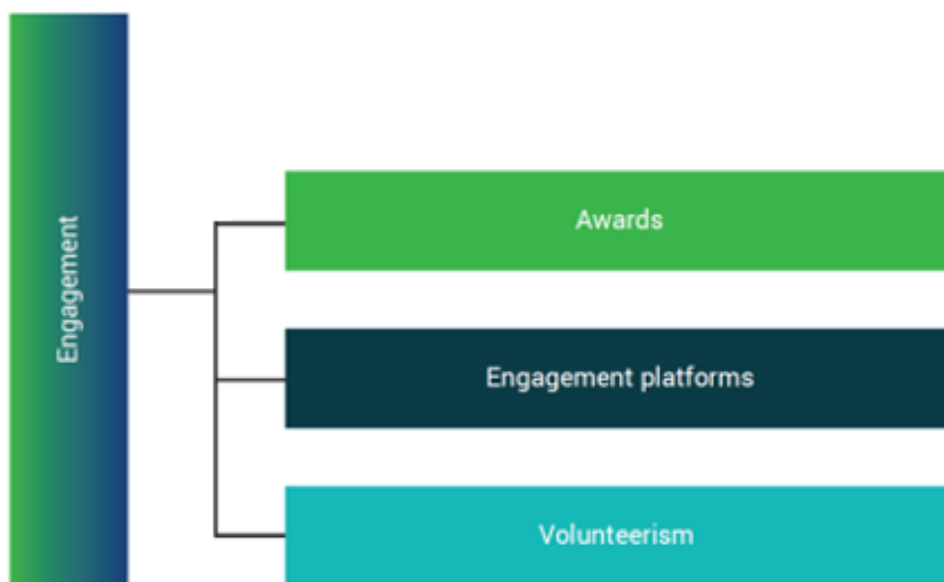 Engagement
Awards
Engagement platforms
Volunteerism